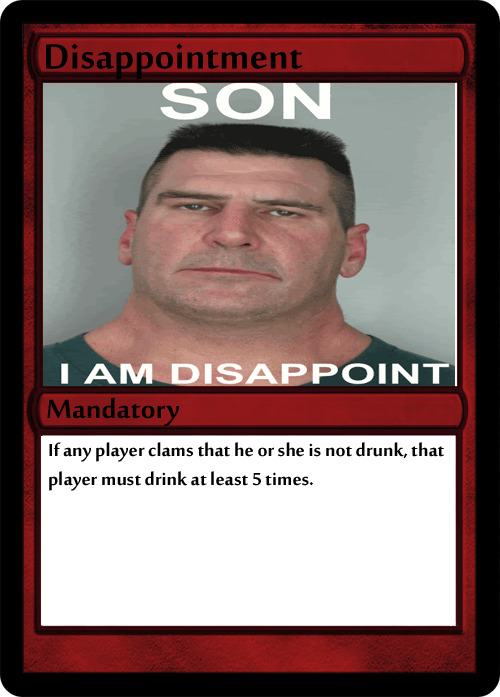 Disappointment
SON
I AM DISAPPOINT
Mandatory
If any player clams that he or she is not drunk, that
player must drink at least 5 times.